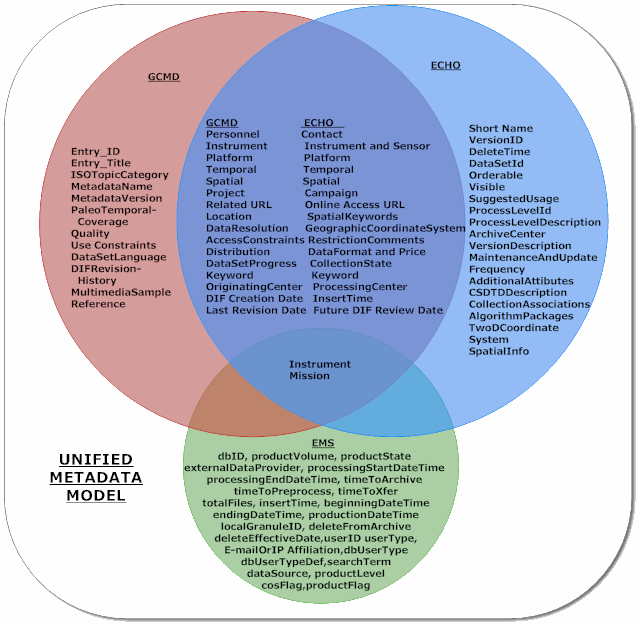 GCMD
ECHO
Entry_ID
Entry_Title
ISOTopicCategory
MetadataName
MetadataVersion
PaleoTemporal-
Coverage
Quality
Use Constraints
DataSetLanguage
DIFRevision-
History
MultimediaSample
Reference
GCMD ECHO
Personnel Contact
Instrument Instrument and Sensor
Platform Platform
Temporal Temporal
Spatial Spatial
Project Campaign
Related URL Online Access URL
Location SpatialKeywords
DataResolution GeographicCoordinateSystem
AccessConstraints RestrictionComments
Distribution DataFormat and Price
DataSetProgress CollectionState
Keyword Keyword
OriginatingCenter ProcessingCenter
DIF Creation Date InsertTime
Last Revision Date Future DIF Review Date
Short Name
VersionID
DeleteTime
DataSetId
Orderable
Visible
SuggestedUsage
ProcessLevelId
ProcessLevelDescription
ArchiveCenter
VersionDescription
MaintenanceAndUpdate
Frequency
AdditionalAttibutes
CSDTDDescription
CollectionAssociations
AlgorithmPackages
TwoDCoordinate
System
SpatialInfo
Instrument
Mission
EMS
dbID, productVolume, productState
externalDataProvider, processingStartDateTime
processingEndDateTime, timeToArchive
timeToPreprocess, timeToXfer
totalFiles, insertTime, beginningDateTime
endingDateTime, productionDateTime
localGranuleID, deleteFromArchive
deleteEffectiveDate,userID userType,
E-mailOrIP Affiliation,dbUserType
dbUserTypeDef,searchTerm
dataSource, productLevel
cosFlag,productFlag
UNIFIED
METADATA
MODEL